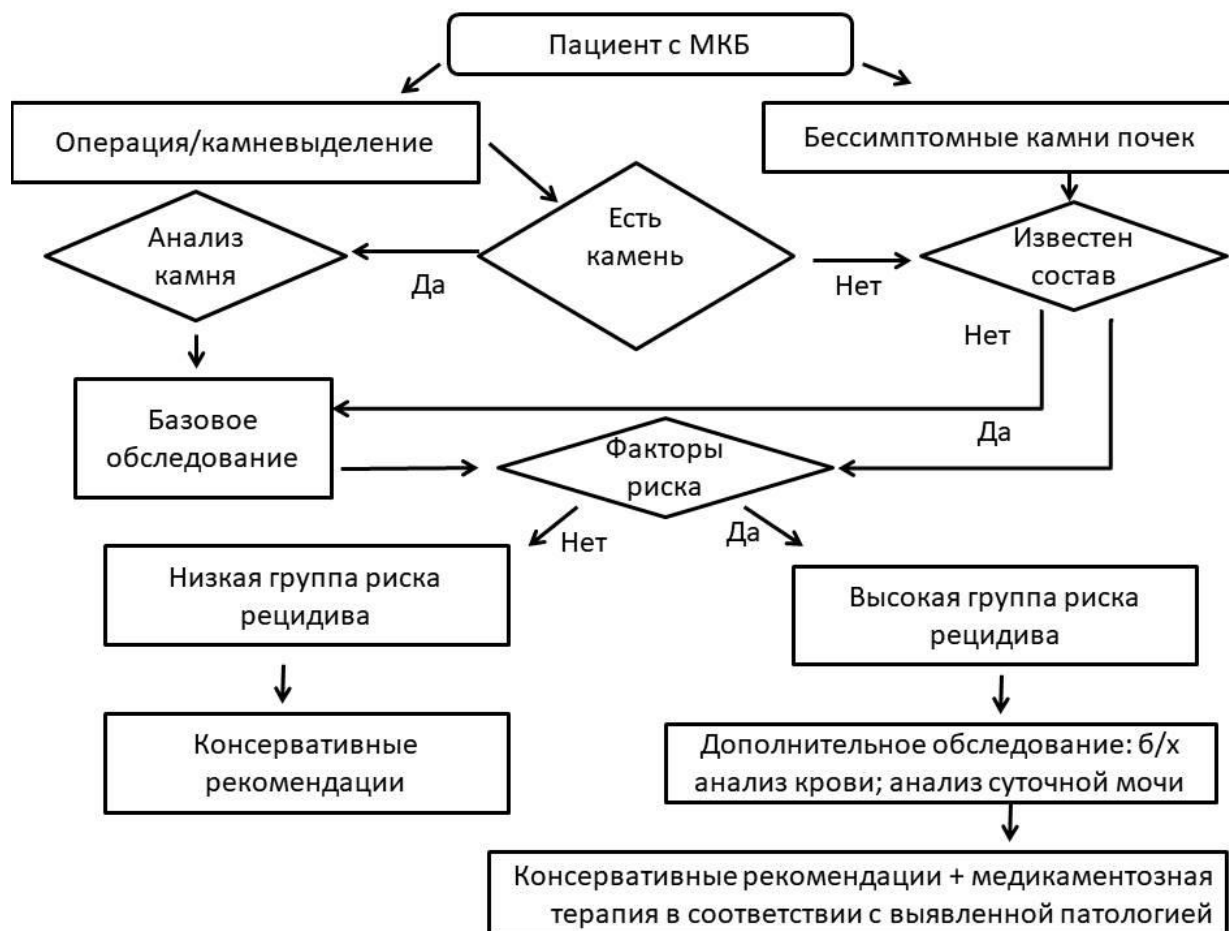 Пациент с МКБ
Операция/камневыделение
Бессимптомные камни почек
Есть
камень
Анализ
камня
Известен
состав
Да
Нет
Нет
Базовое
обследование
Да
Факторы
риска
Нет
Да
Низкая группа риска
рецидива
Высокая группа риска
рецидива
Консервативные
рекомендации
Дополнительное обследование: б/х
анализ крови; анализ суточной мочи
Консервативные рекомендации + медикаментозная
терапия в соответствии с выявленной патологией